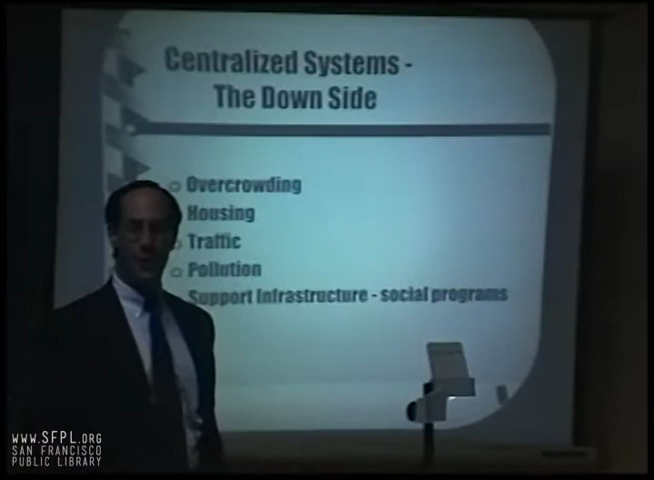 Centralized Systems -
The Down Side
Overcrowding
Housing
Traffic
Pollution
Support Infrastructure - social programs
WWW.SFPL.ORG
SAN FRANCISCO
PUBLIC LIBRARY